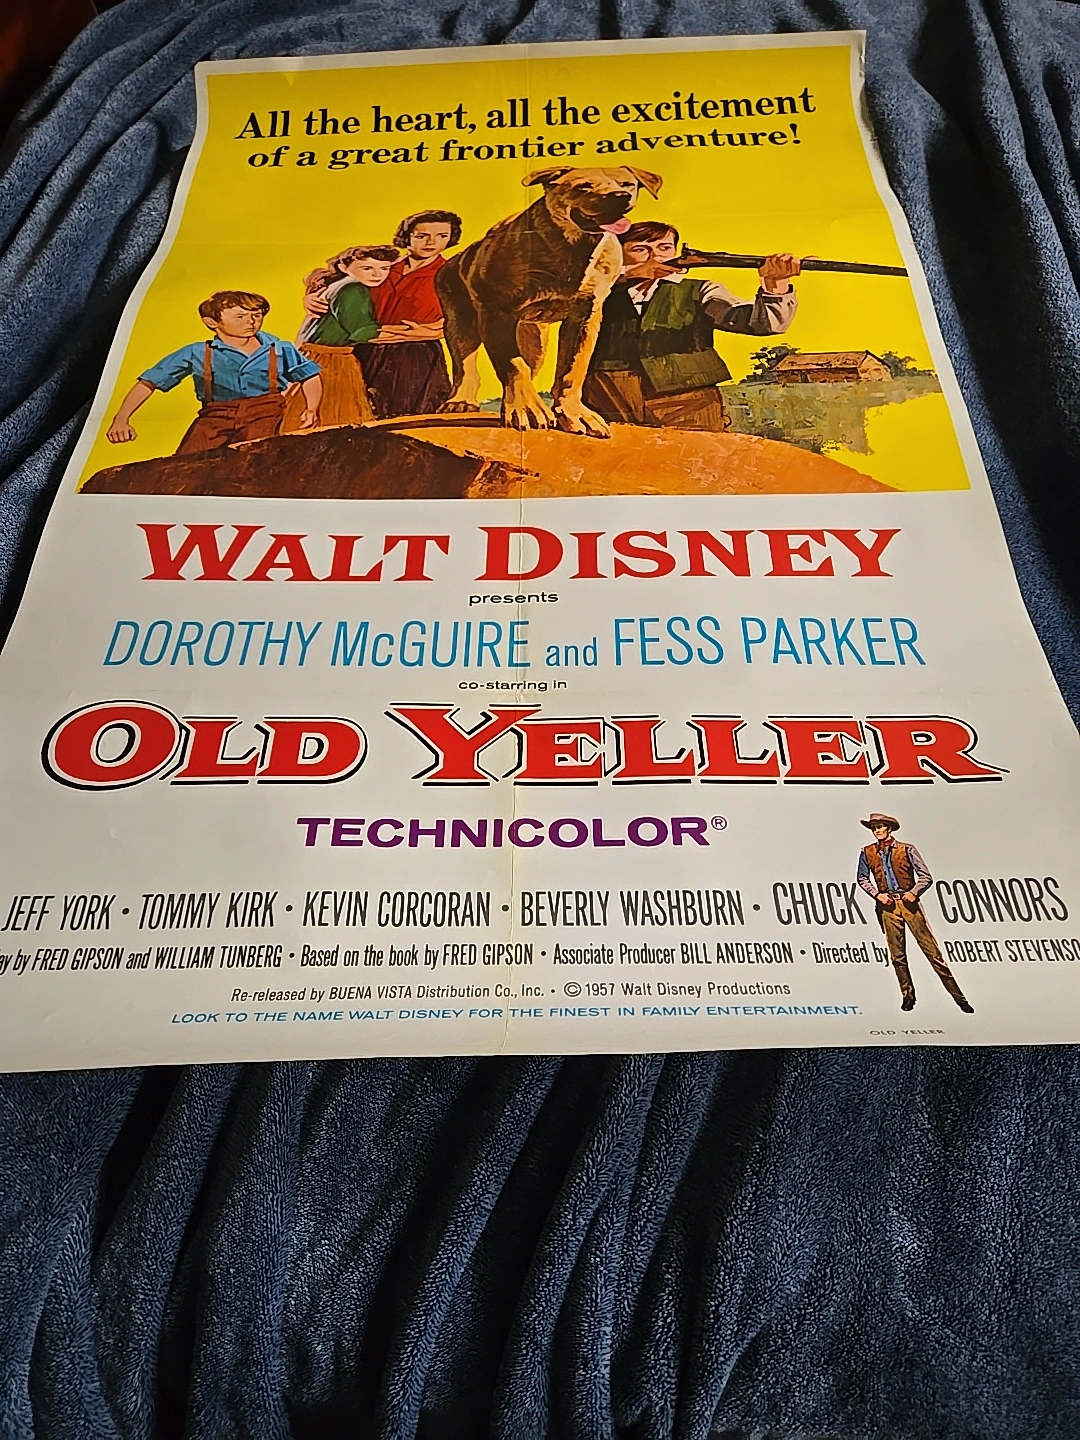 All the heart, all the excitement
of a great frontier adventure!
WALT DISNEY
presents
DOROTHY McGUIRE and FESS PARKER
co-starring in
OLD YELLER
TECHNICOLOR®
JEFF YORK • TOMMY KIRK • KEVIN CORCORAN • BEVERLY WASHBURN • CHUCK CONNORS
by FRED GIPSON and WILLIAM TUNBERG • Based on the book by FRED GIPSON • Associate Producer BILL ANDERSON • Directed by ROBERT STEVENSO
Re-released by BUENA VISTA Distribution Co., Inc. • © 1957 Walt Disney Productions
LOOK TO THE NAME WALT DISNEY FOR THE FINEST IN FAMILY ENTERTAINMENT.
OLD YELLER